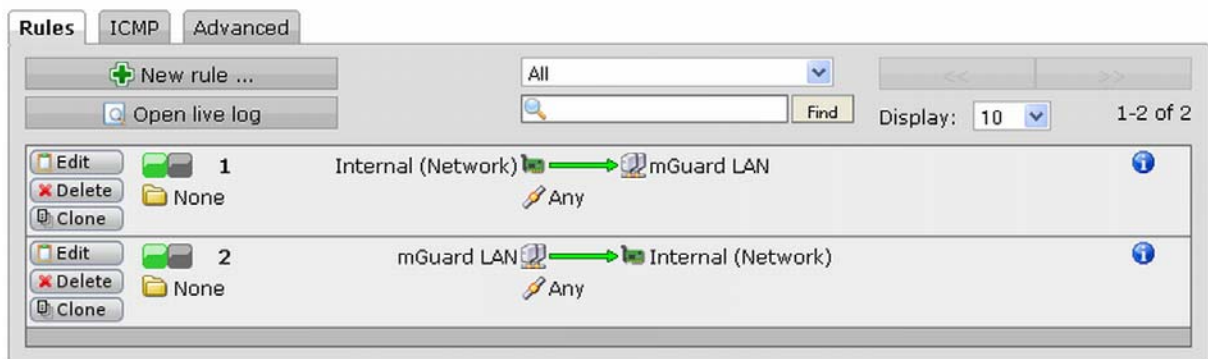 Rules ICMP Advanced
New rule ... All << >>
Open live log Find Display: 10 1-2 of 2
Edit 1 Internal (Network) mGuard LAN
Delete None Any
Clone
Edit 2 mGuard LAN Internal (Network)
Delete None Any
Clone